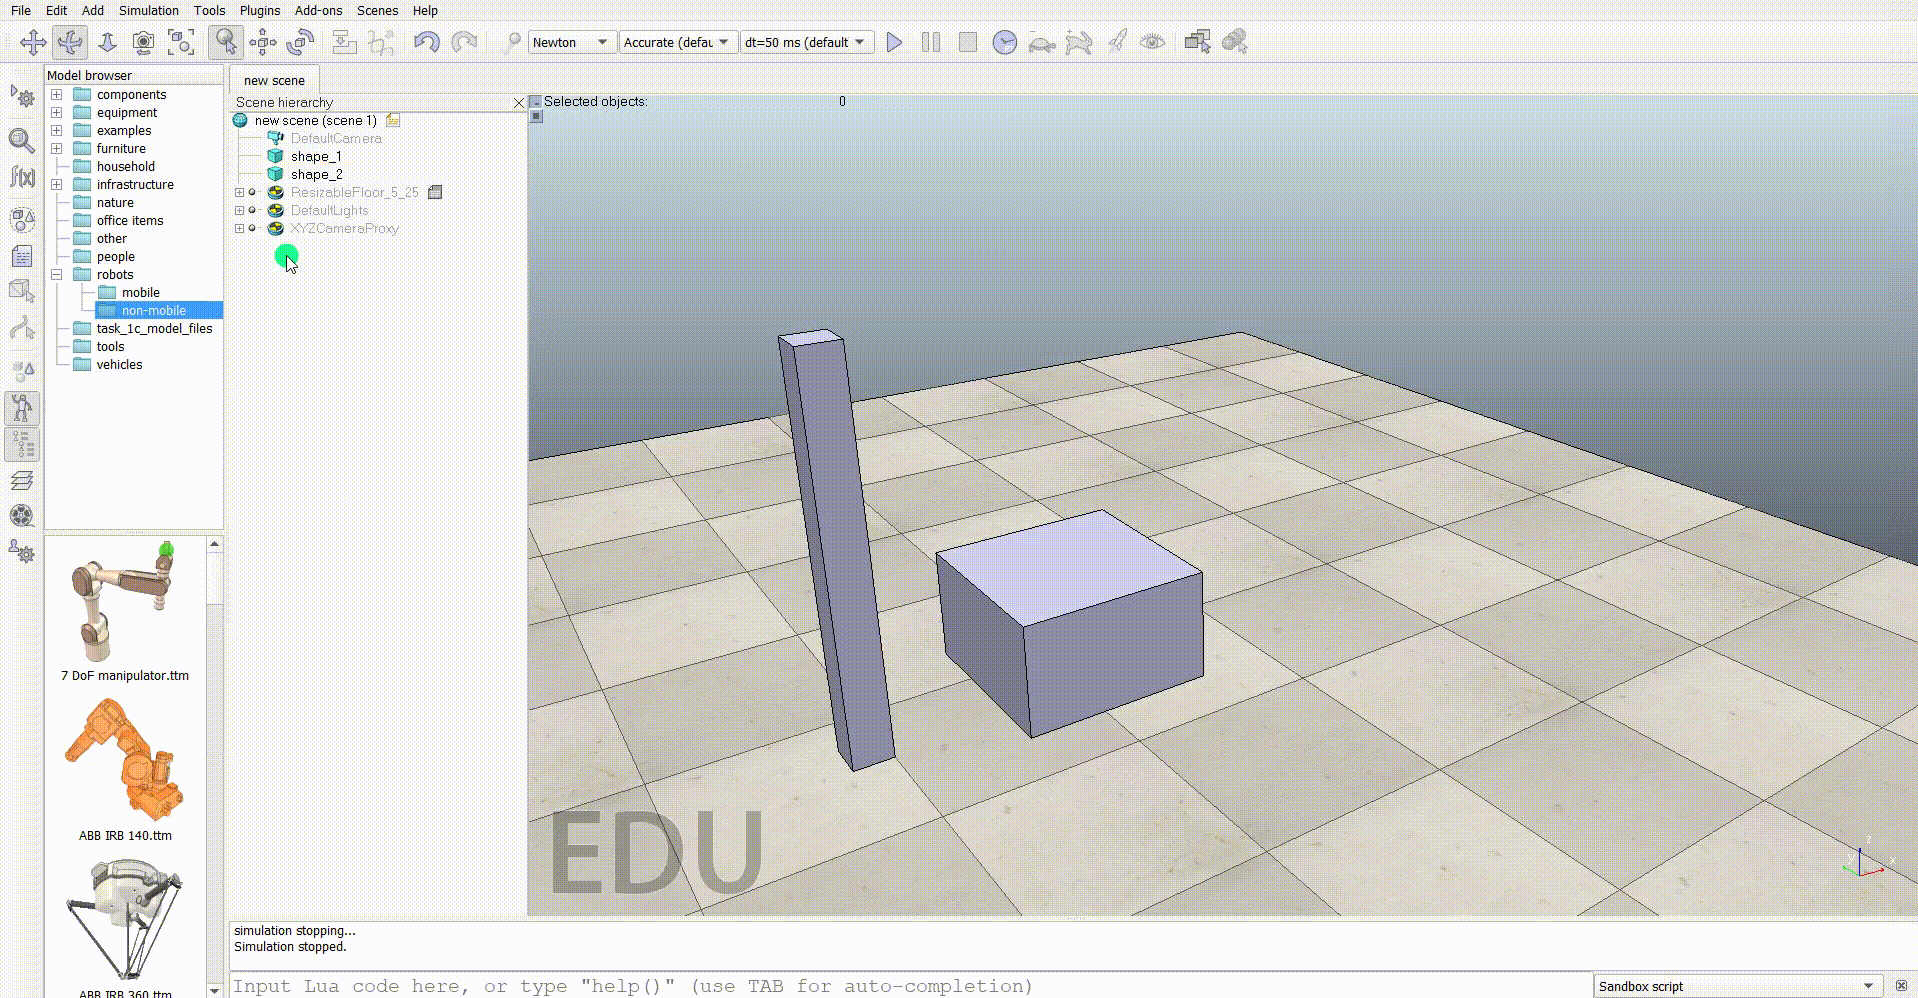 File Edit Add Simulation Tools Plugins Add-ons Scenes Help
Newton Accurate (defau dt=50 ms (default
Model browser
components
equipment
examples
furniture
household
infrastructure
nature
office items
other
people
robots
mobile
non-mobile
task_1c_model_files
tools
vehicles
7 DoF manipulator.ttm
ABB IRB 140.ttm
ABB IRB 360.ttm
new scene
Scene hierarchy
new scene (scene 1)
DefaultCamera
shape_1
shape_2
ResizableFloor_5_25
DefaultLights
XYZCameraProxy
Selected objects: 0
EDU
z
x
simulation stopping...
Simulation stopped.
Input Lua code here, or type "help()" (use TAB for auto-completion)
Sandbox script